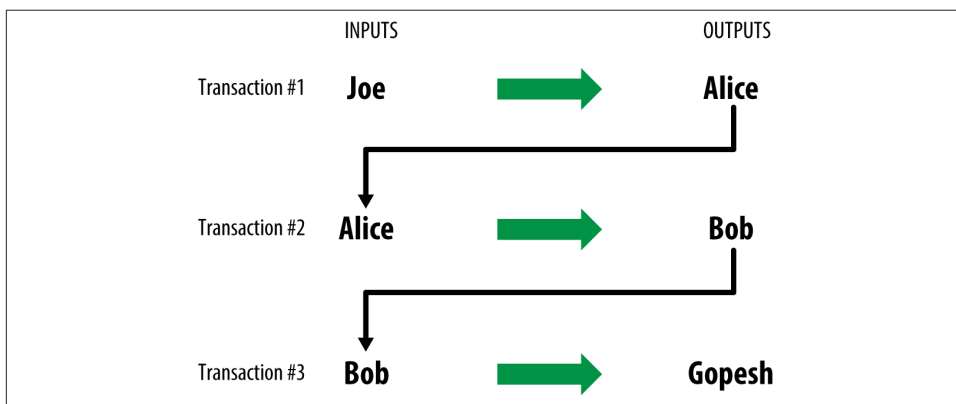 INPUTS OUTPUTS
Transaction #1 Joe Alice
Transaction #2 Alice Bob
Transaction #3 Bob Gopesh